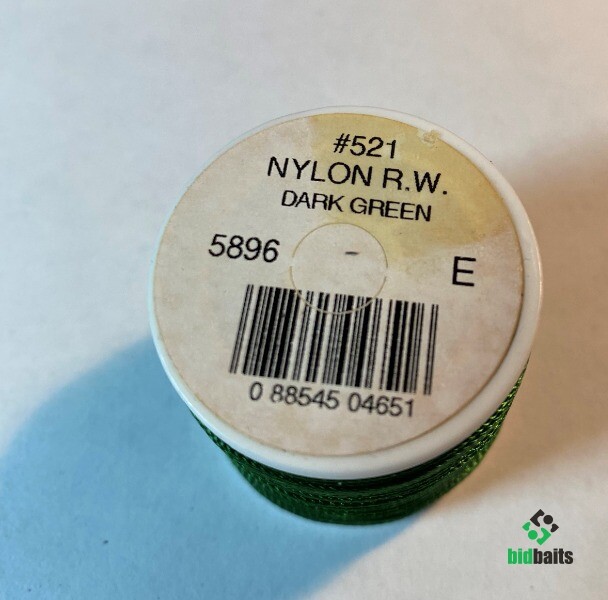 #521
NYLON R.W.
DARK GREEN
5896
E
0 88545 04651
bidbaits